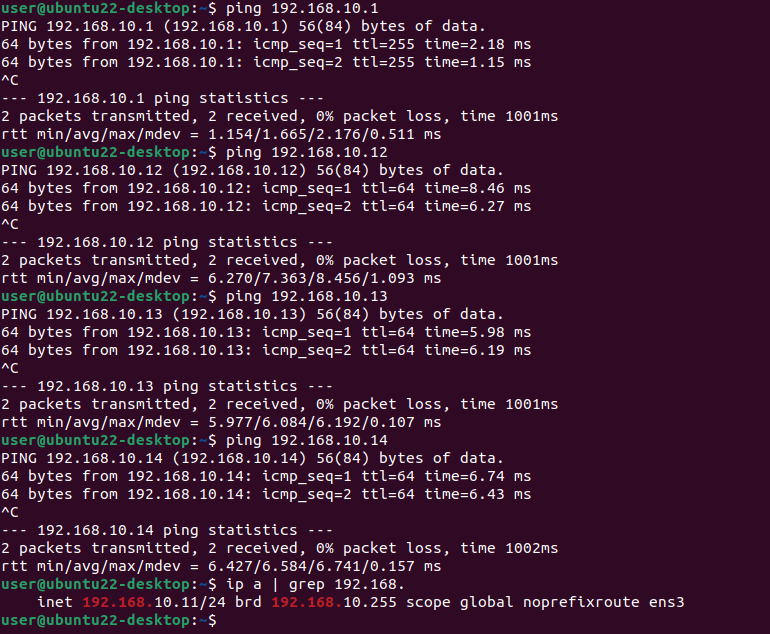 user@ubuntu22-desktop:~$ ping 192.168.10.1
PING 192.168.10.1 (192.168.10.1) 56(84) bytes of data.
64 bytes from 192.168.10.1: icmp_seq=1 ttl=255 time=2.18 ms
64 bytes from 192.168.10.1: icmp_seq=2 ttl=255 time=1.15 ms
^C
--- 192.168.10.1 ping statistics ---
2 packets transmitted, 2 received, 0% packet loss, time 1001ms
rtt min/avg/max/mdev = 1.154/1.665/2.176/0.511 ms
user@ubuntu22-desktop:~$ ping 192.168.10.12
PING 192.168.10.12 (192.168.10.12) 56(84) bytes of data.
64 bytes from 192.168.10.12: icmp_seq=1 ttl=64 time=8.46 ms
64 bytes from 192.168.10.12: icmp_seq=2 ttl=64 time=6.27 ms
^C
--- 192.168.10.12 ping statistics ---
2 packets transmitted, 2 received, 0% packet loss, time 1001ms
rtt min/avg/max/mdev = 6.270/7.363/8.456/1.093 ms
user@ubuntu22-desktop:~$ ping 192.168.10.13
PING 192.168.10.13 (192.168.10.13) 56(84) bytes of data.
64 bytes from 192.168.10.13: icmp_seq=1 ttl=64 time=5.98 ms
64 bytes from 192.168.10.13: icmp_seq=2 ttl=64 time=6.19 ms
^C
--- 192.168.10.13 ping statistics ---
2 packets transmitted, 2 received, 0% packet loss, time 1001ms
rtt min/avg/max/mdev = 5.977/6.084/6.192/0.107 ms
user@ubuntu22-desktop:~$ ping 192.168.10.14
PING 192.168.10.14 (192.168.10.14) 56(84) bytes of data.
64 bytes from 192.168.10.14: icmp_seq=1 ttl=64 time=6.74 ms
64 bytes from 192.168.10.14: icmp_seq=2 ttl=64 time=6.43 ms
^C
--- 192.168.10.14 ping statistics ---
2 packets transmitted, 2 received, 0% packet loss, time 1002ms
rtt min/avg/max/mdev = 6.427/6.584/6.741/0.157 ms
user@ubuntu22-desktop:~$ ip a | grep 192.168.
    inet 192.168.10.11/24 brd 192.168.10.255 scope global noprefixroute ens3
user@ubuntu22-desktop:~$